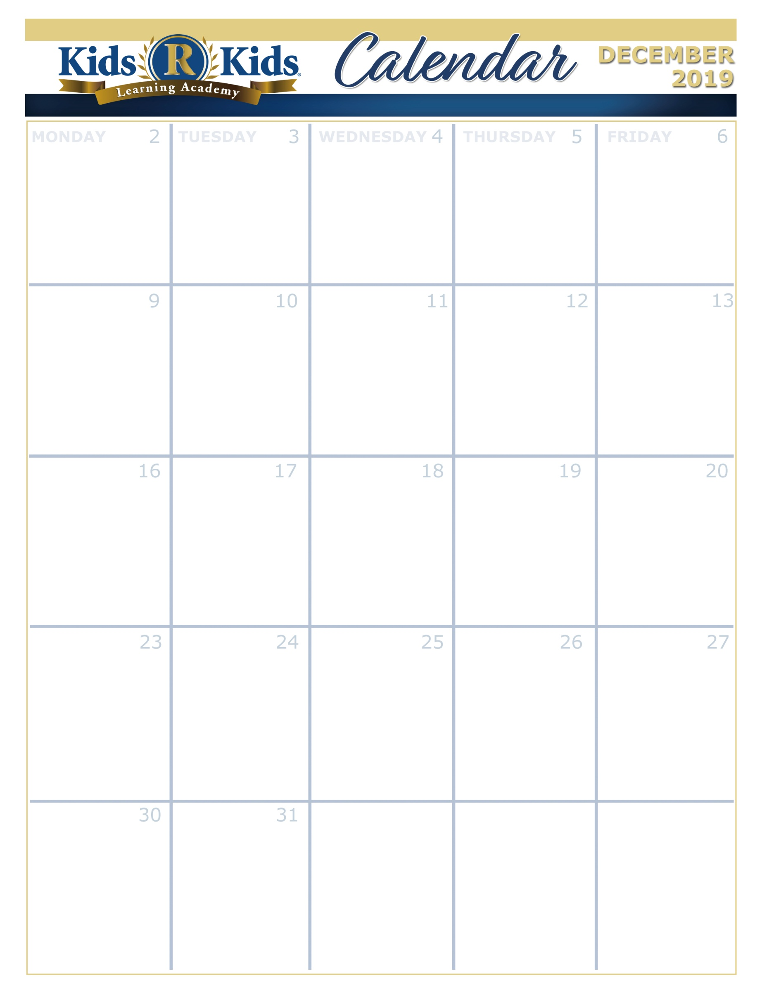 Kids R Kids®
Learning Academy
Calendar
DECEMBER
2019
MONDAY 2 TUESDAY 3 WEDNESDAY 4 THURSDAY 5 FRIDAY 6
9 10 11 12 13
16 17 18 19 20
23 24 25 26 27
30 31